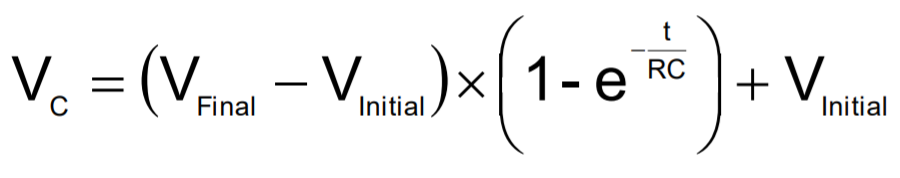 V_C = (V_Final − V_Initial) × (1 - e^(−t/RC)) + V_Initial